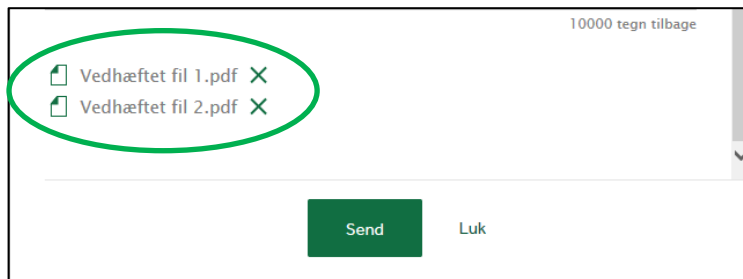 10000 tegn tilbage
Vedhæftet fil 1.pdf
Vedhæftet fil 2.pdf
Send
Luk